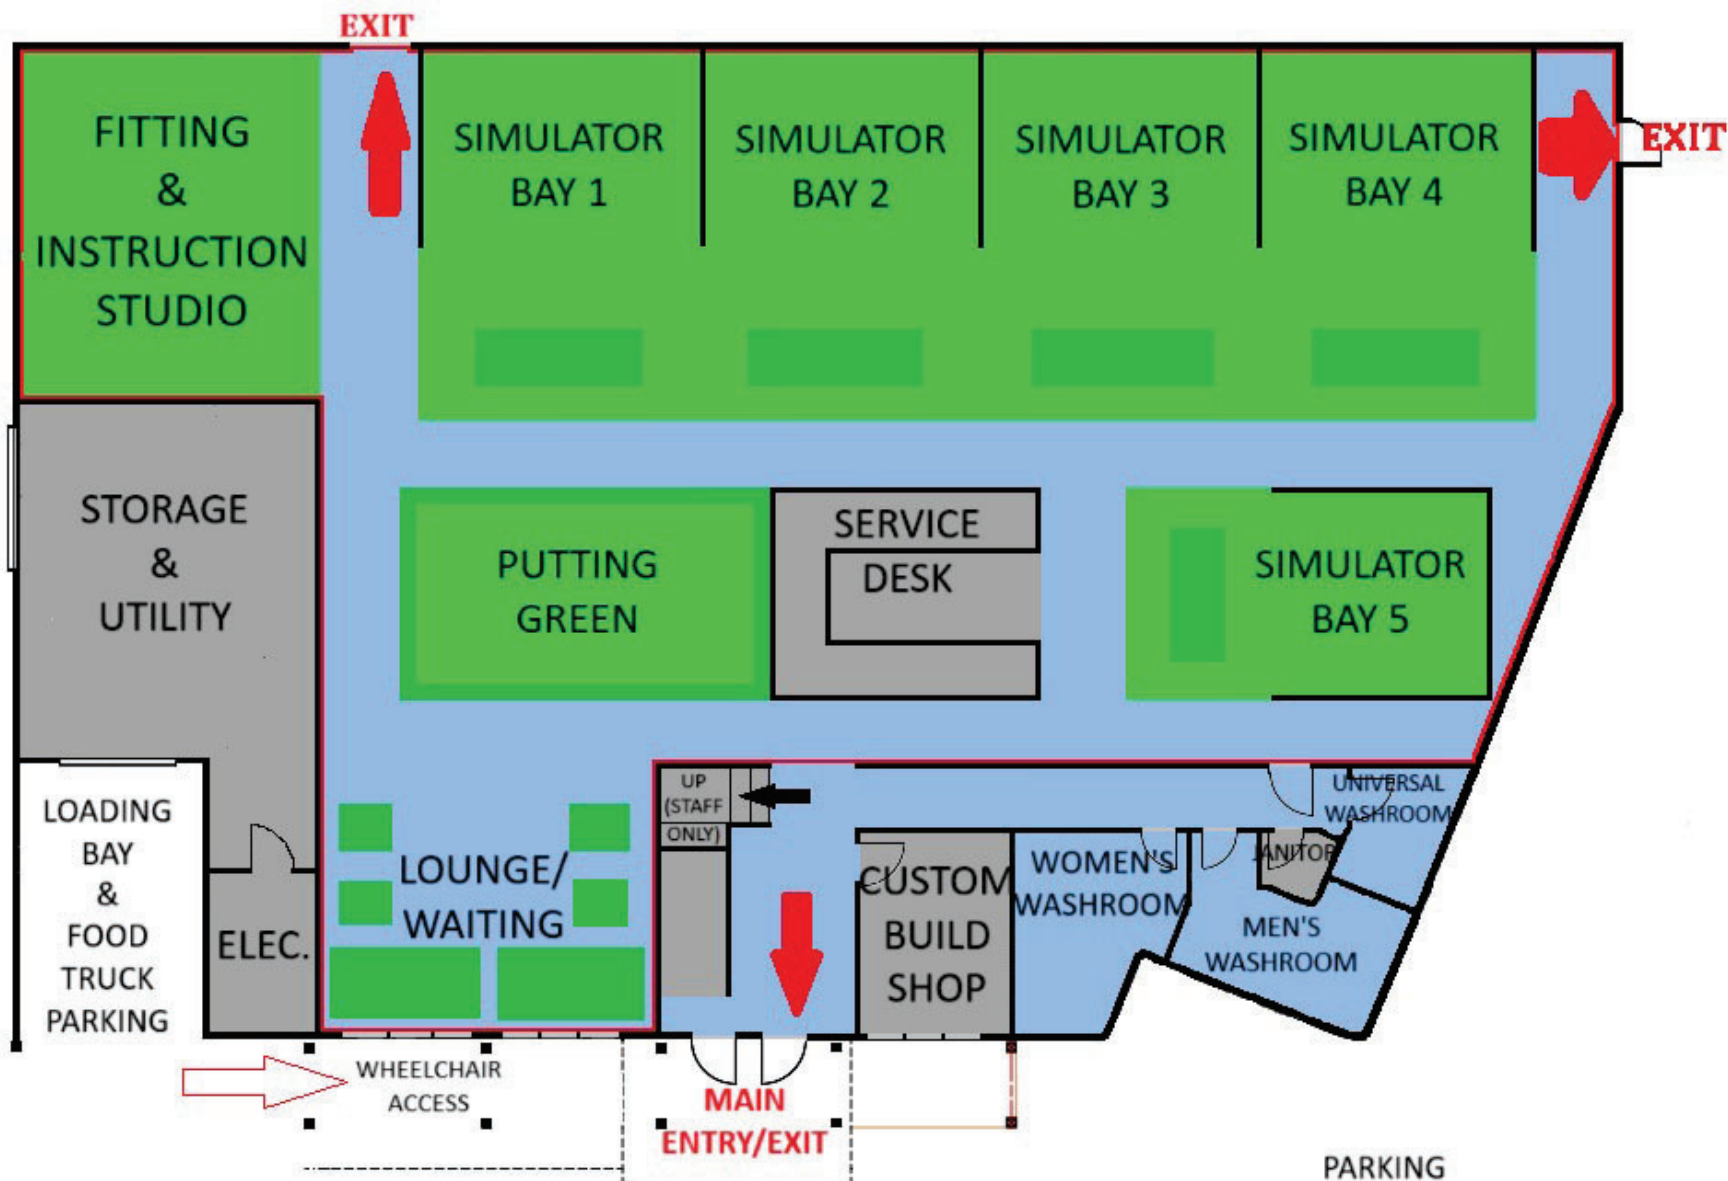 EXIT
EXIT
FITTING
&
INSTRUCTION
STUDIO
SIMULATOR
BAY 1
SIMULATOR
BAY 2
SIMULATOR
BAY 3
SIMULATOR
BAY 4
STORAGE
&
UTILITY
PUTTING
GREEN
SERVICE
DESK
SIMULATOR
BAY 5
LOADING
BAY
&
FOOD
TRUCK
PARKING
ELEC.
LOUNGE/
WAITING
UP
(STAFF
ONLY)
CUSTOM
BUILD
SHOP
WOMEN'S
WASHROOM
JANITOR
MEN'S
WASHROOM
UNIVERSAL
WASHROOM
WHEELCHAIR
ACCESS
MAIN
ENTRY/EXIT
PARKING